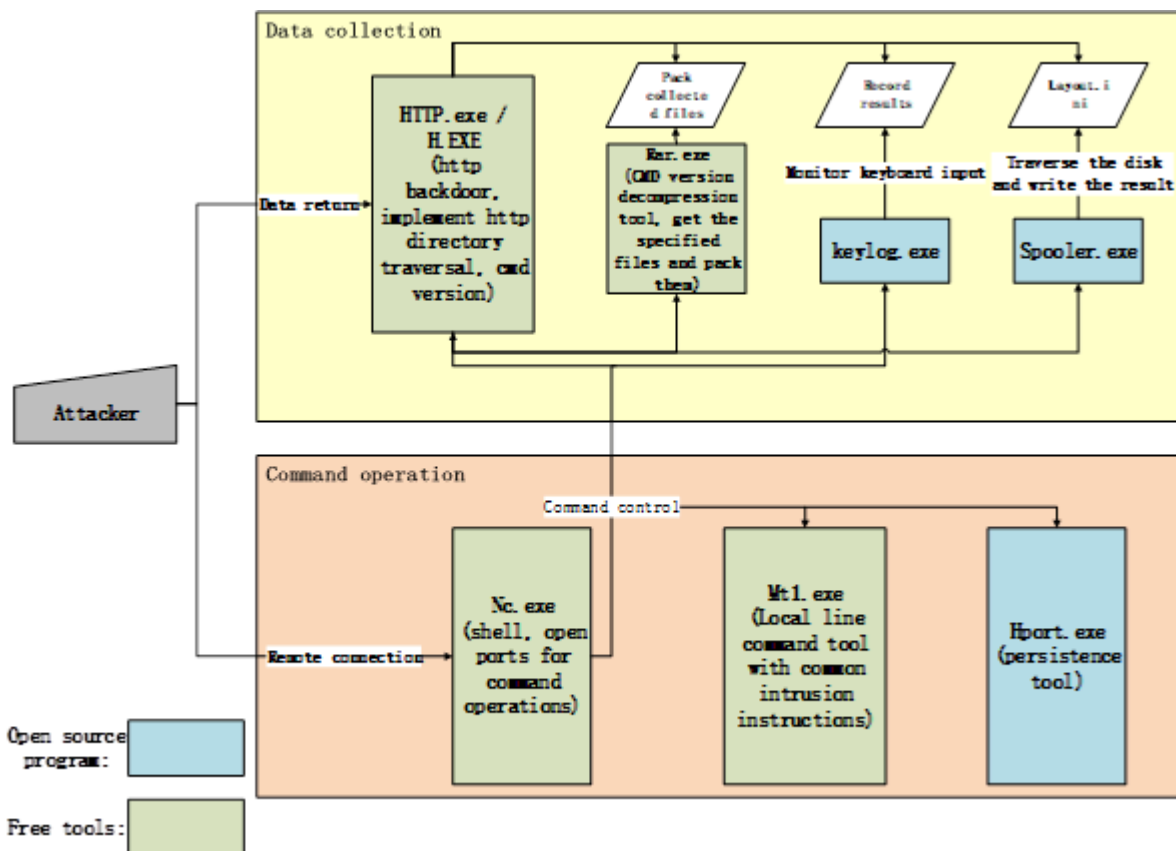 Data collection
HTTP.exe /
H.EXE
(http
backdoor,
implement http
directory
traversal, cmd
version)
Pack
collecte
d files
Record
results
Layout.i
ni
Rar.exe
(CMD version
decompression
tool, get the
specified
files and pack
them)
Monitor keyboard input
Traverse the disk
and write the result
Data return
keylog.exe
Spooler.exe
Attacker
Command operation
Command control
Nc.exe
(shell, open
ports for
command
operations)
Mt1.exe
(Local line
command tool
with common
intrusion
instructions)
Hport.exe
(persistence
tool)
Remote connection
Open source
program:
Free tools: